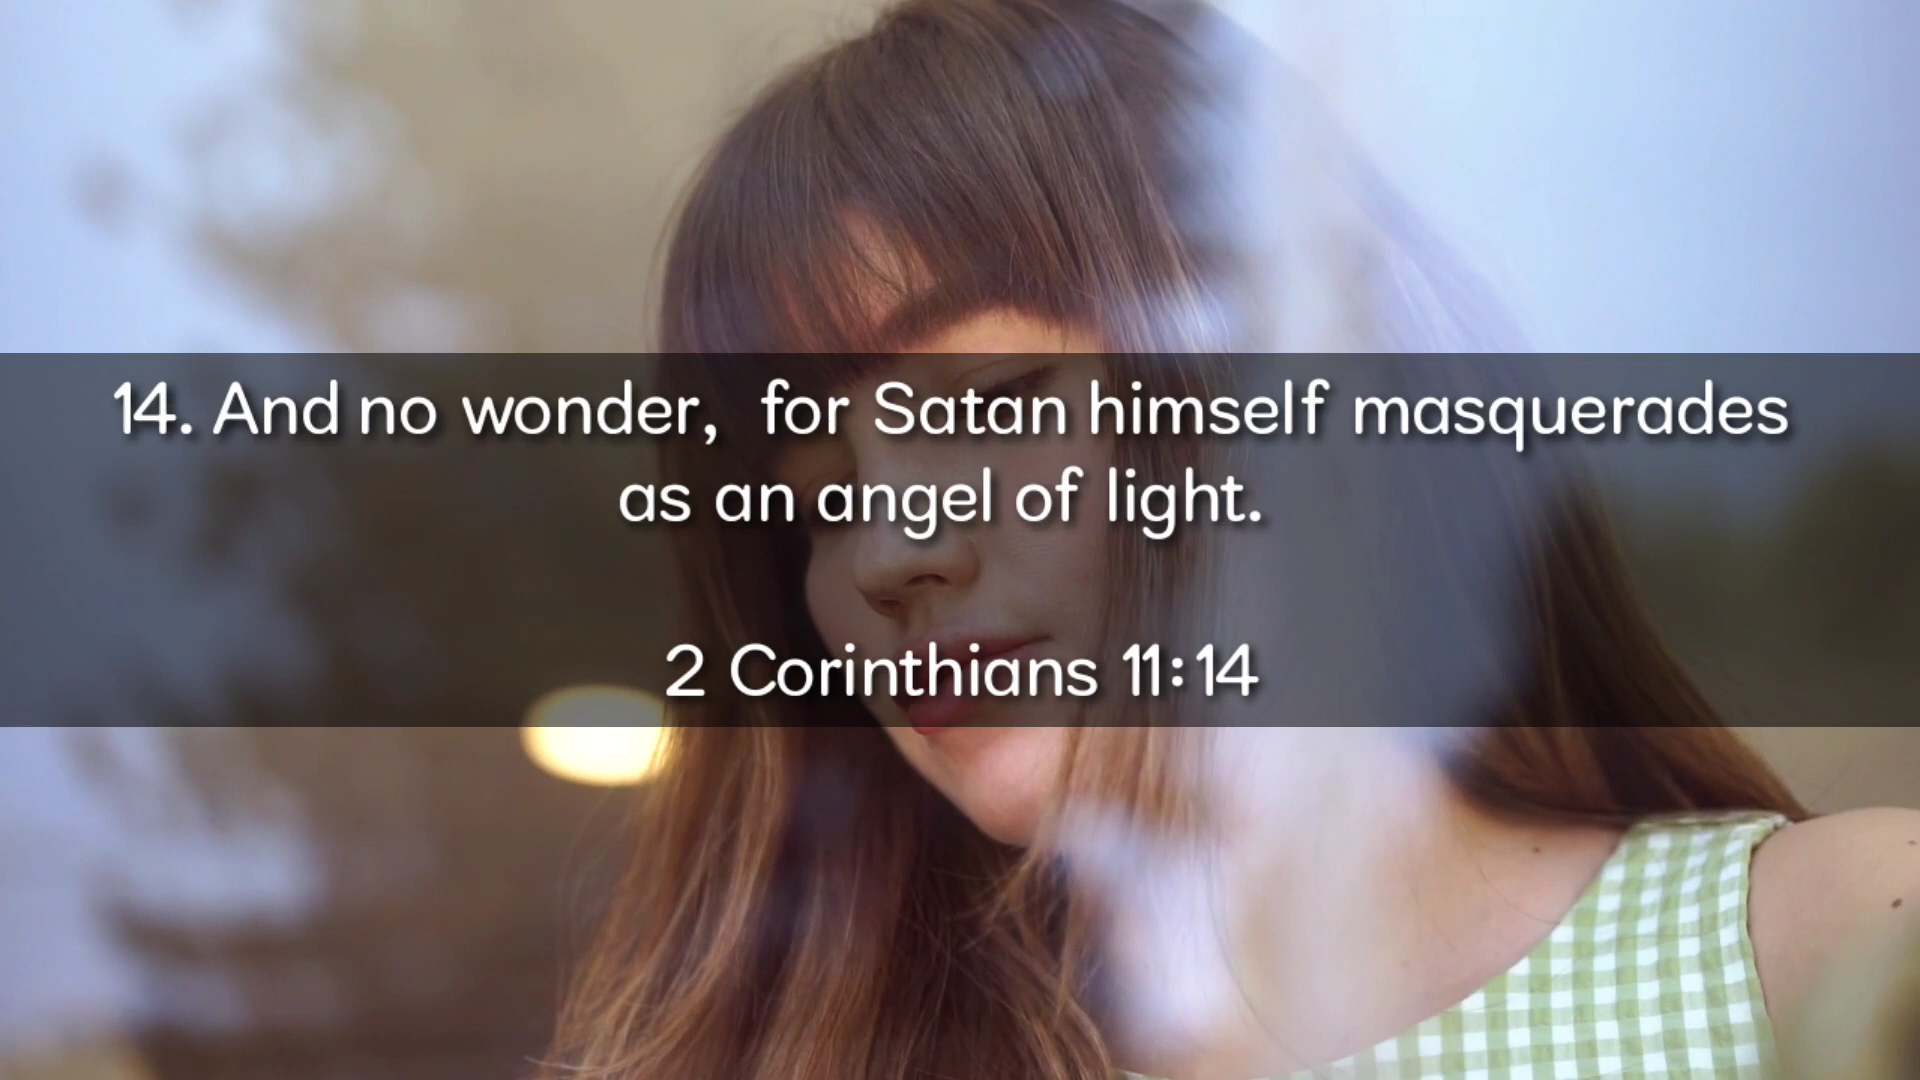 14. And no wonder, for Satan himself masquerades
as an angel of light.
2 Corinthians 11:14